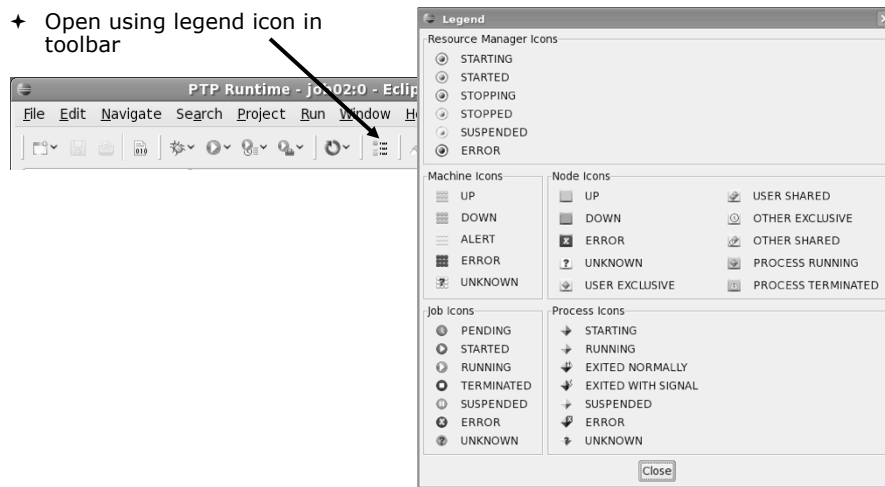 Open using legend icon in
toolbar
PTP Runtime - job02:0 - Eclip
File Edit Navigate Search Project Run Window
010
Legend
Resource Manager Icons
STARTING
STARTED
STOPPING
STOPPED
SUSPENDED
ERROR
Machine Icons
UP
DOWN
ALERT
ERROR
UNKNOWN
Node Icons
UP
DOWN
ERROR
UNKNOWN
USER EXCLUSIVE
USER SHARED
OTHER EXCLUSIVE
OTHER SHARED
PROCESS RUNNING
PROCESS TERMINATED
Job Icons
PENDING
STARTED
RUNNING
TERMINATED
SUSPENDED
ERROR
UNKNOWN
Process Icons
STARTING
RUNNING
EXITED NORMALLY
EXITED WITH SIGNAL
SUSPENDED
ERROR
UNKNOWN
Close